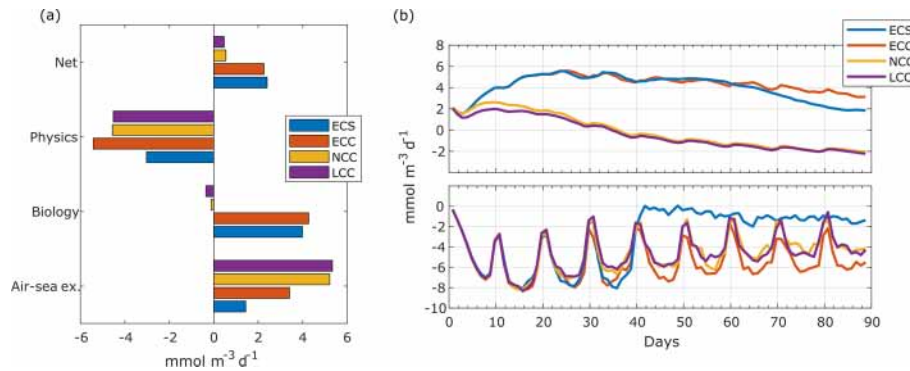 (a)
Net
Physics
Biology
Air-sea ex.
ECS
ECC
NCC
LCC
-6 -4 -2 0 2 4 6
mmol m-3 d-1
(b)
ECS
ECC
NCC
LCC
8
6
4
2
0
-2
mmol m-3 d-1
0
-2
-4
-6
-8
-10
0 10 20 30 40 50 60 70 80 90
Days